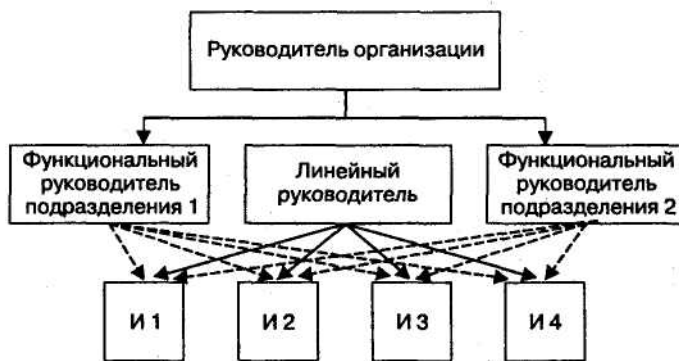 Руководитель организации
Функциональный
руководитель
подразделения 1
Линейный
руководитель
Функциональный
руководитель
подразделения 2
И 1
И 2
И 3
И 4